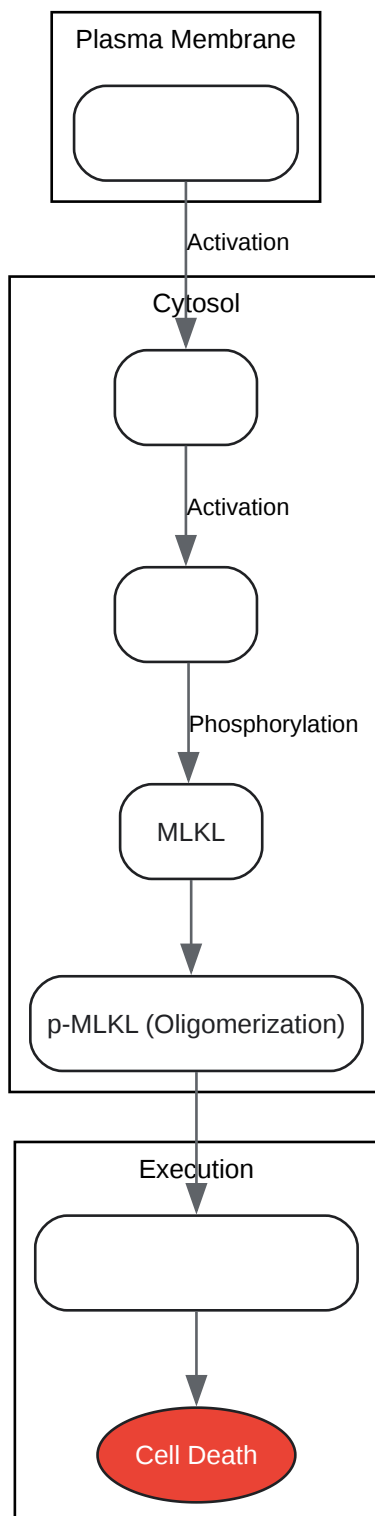 Plasma Membrane
Activation
Cytosol
Activation
Phosphorylation
MLKL
p-MLKL (Oligomerization)
Execution
Cell Death